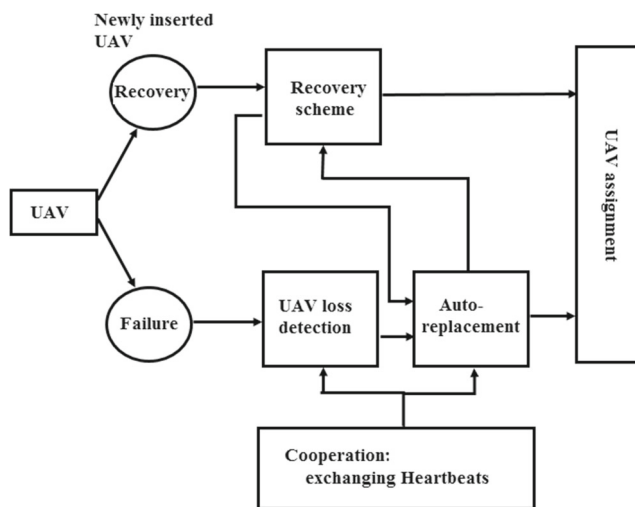 Newly inserted
UAV
Recovery
Recovery
scheme
UAV assignment
UAV
Failure
UAV loss
detection
Auto-
replacement
Cooperation:
exchanging Heartbeats